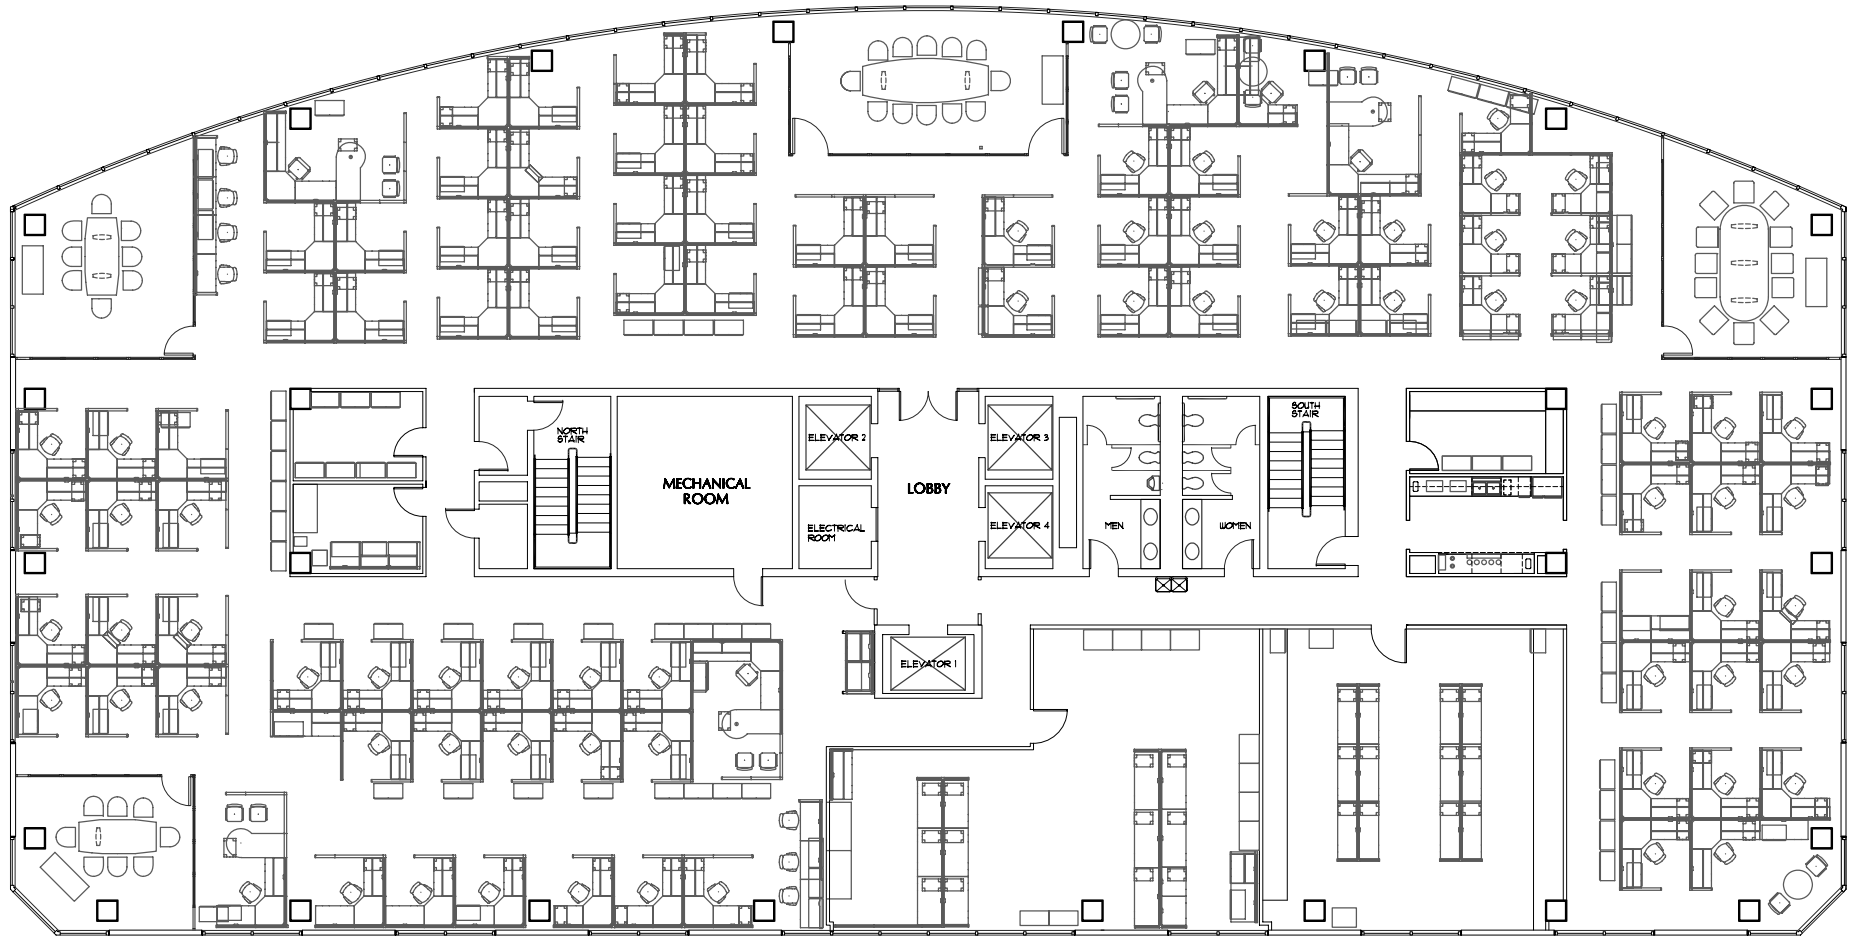 SOUTH
STAIR
NORTH
STAIR
ELEVATOR 2
ELEVATOR 3
MECHANICAL
ROOM
LOBBY
ELECTRICAL
ROOM
ELEVATOR 4
MEN
WOMEN
ELEVATOR 1